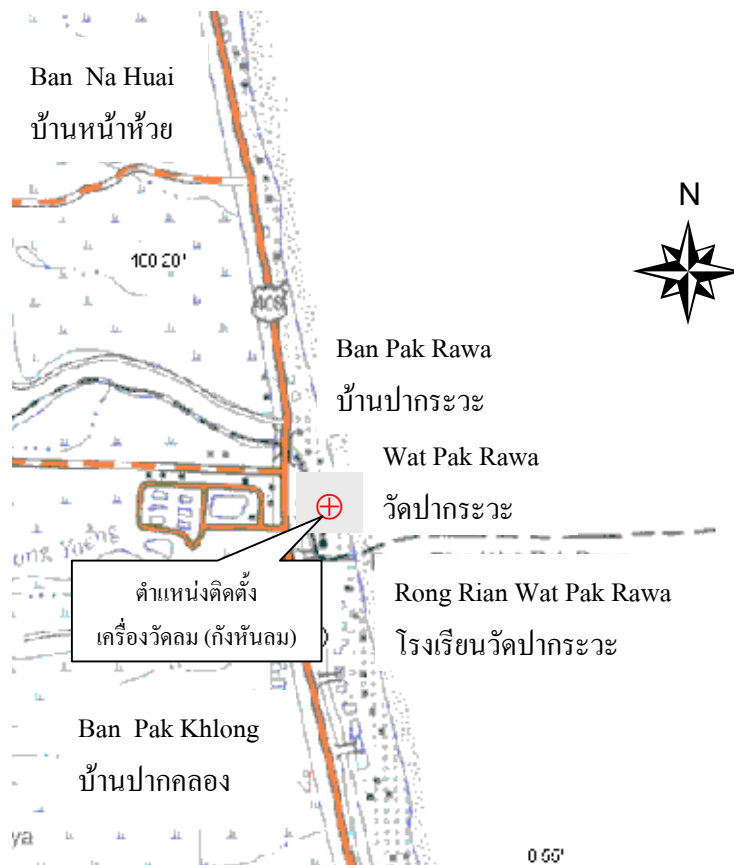 Ban Na Huai
บ้านหน้าห้วย
N
100 20'
408
Ban Pak Rawa
บ้านปากระวะ
Wat Pak Rawa
วัดปากระวะ
ตำแหน่งติดตั้ง
เครื่องวัดลม (กังหันลม)
Rong Rian Wat Pak Rawa
โรงเรียนวัดปากระวะ
Ban Pak Khlong
บ้านปากคลอง
ya